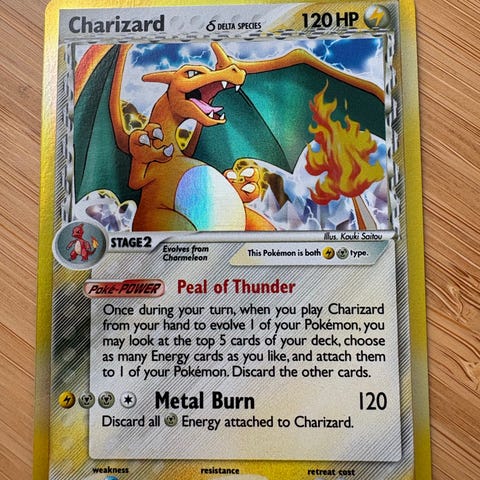 Charizard δ DELTA SPECIES 120 HP
Illus. Kouki Saitou
STAGE 2 Evolves from Charmeleon This Pokémon is both type.
Poké-POWER Peal of Thunder
Once during your turn, when you play Charizard
from your hand to evolve 1 of your Pokémon, you
may look at the top 5 cards of your deck, choose
as many Energy cards as you like, and attach them
to 1 of your Pokémon. Discard the other cards.
Metal Burn 120
Discard all Energy attached to Charizard.
weakness resistance retreat cost